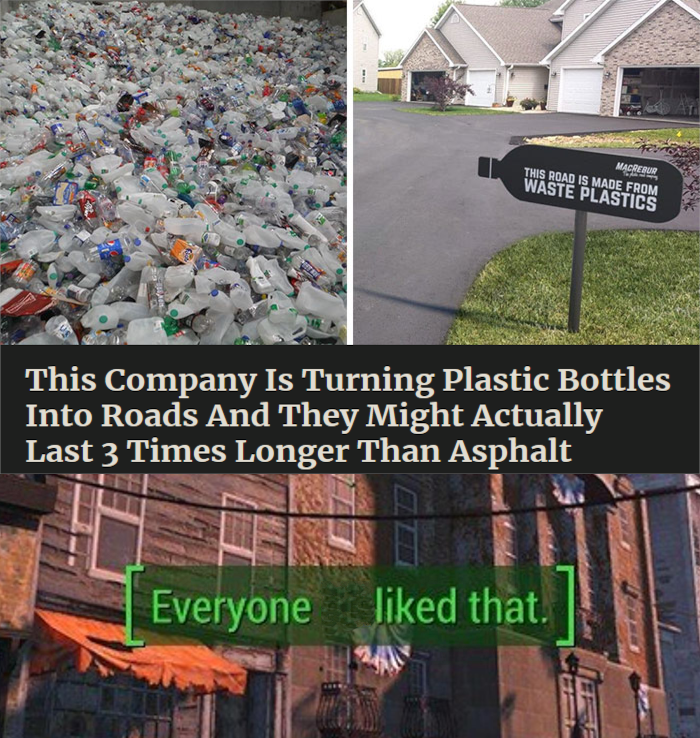 MACREBUR
THIS ROAD IS MADE FROM
WASTE PLASTICS
This Company Is Turning Plastic Bottles
Into Roads And They Might Actually
Last 3 Times Longer Than Asphalt
[Everyone liked that.]